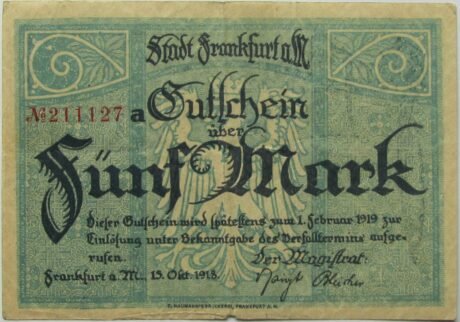 Stadt Frankfurt a/M
№211127 a Gutschein
über
Fünf Mark
Dieser Gutschein wird spätestens zum 1. Februar 1919 zur
Einlösung unter Bekanntgabe des Verfalltermins aufge-
rufen.
Der Magistrat:
Frankfurt a. M., 15. Okt. 1918.
FRANKFURT A. M.